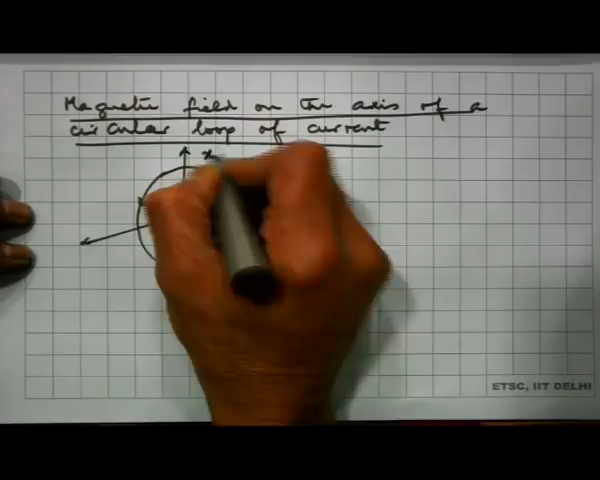 Magnetic field on the axis of a
circular loop of current
x
ETSC, IIT DELHI